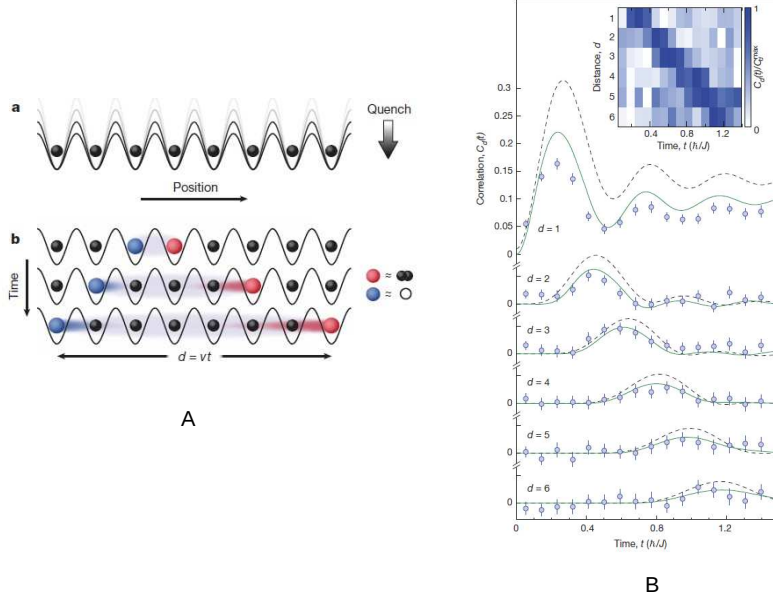 a
Quench
Position
b
Time
≈
≈
d = vt
A
1
2
3
4
5
6
Distance, d
0.4
0.8
1.2
Time, t (ħ/J)
1
0
C_d(t)/C_d^max
0.3
0.25
0.2
0.15
0.1
0.05
0
Correlation, C_d(t)
d = 1
d = 2
0
d = 3
0
d = 4
0
d = 5
0
d = 6
0
0
0.4
0.8
1.2
Time, t (ħ/J)
B